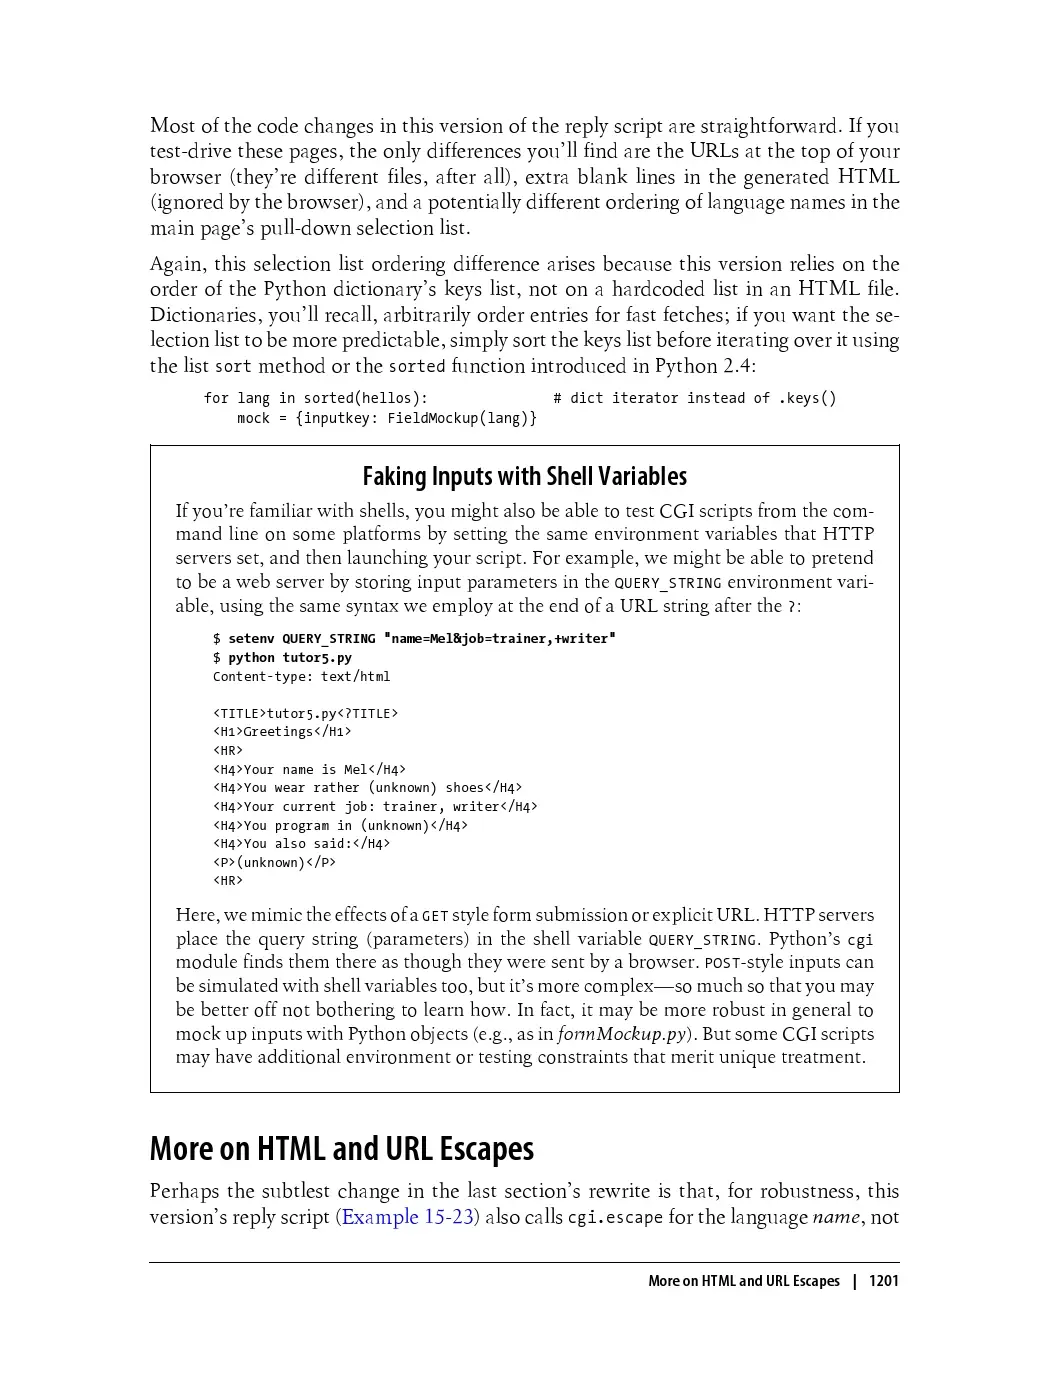 Most of the code changes in this version of the reply script are straightforward. If you
test-drive these pages, the only differences you’ll find are the URLs at the top of your
browser (they’re different files, after all), extra blank lines in the generated HTML
(ignored by the browser), and a potentially different ordering of language names in the
main page’s pull-down selection list.
Again, this selection list ordering difference arises because this version relies on the
order of the Python dictionary’s keys list, not on a hardcoded list in an HTML file.
Dictionaries, you’ll recall, arbitrarily order entries for fast fetches; if you want the se-
lection list to be more predictable, simply sort the keys list before iterating over it using
the list sort method or the sorted function introduced in Python 2.4:
for lang in sorted(hellos): # dict iterator instead of .keys()
mock = {inputkey: FieldMockup(lang)}
Faking Inputs with Shell Variables
If you’re familiar with shells, you might also be able to test CGI scripts from the com-
mand line on some platforms by setting the same environment variables that HTTP
servers set, and then launching your script. For example, we might be able to pretend
to be a web server by storing input parameters in the QUERY_STRING environment vari-
able, using the same syntax we employ at the end of a URL string after the ?:
$ setenv QUERY_STRING "name=Mel&job=trainer,+writer"
$ python tutor5.py
Content-type: text/html
<TITLE>tutor5.py<?TITLE>
<H1>Greetings</H1>
<HR>
<H4>Your name is Mel</H4>
<H4>You wear rather (unknown) shoes</H4>
<H4>Your current job: trainer, writer</H4>
<H4>You program in (unknown)</H4>
<H4>You also said:</H4>
<P>(unknown)</P>
<HR>
Here, we mimic the effects of a GET style form submission or explicit URL. HTTP servers
place the query string (parameters) in the shell variable QUERY_STRING. Python’s cgi
module finds them there as though they were sent by a browser. POST-style inputs can
be simulated with shell variables too, but it’s more complex—so much so that you may
be better off not bothering to learn how. In fact, it may be more robust in general to
mock up inputs with Python objects (e.g., as in formMockup.py). But some CGI scripts
may have additional environment or testing constraints that merit unique treatment.
More on HTML and URL Escapes
Perhaps the subtlest change in the last section’s rewrite is that, for robustness, this
version’s reply script (Example 15-23) also calls cgi.escape for the language name, not
More on HTML and URL Escapes | 1201